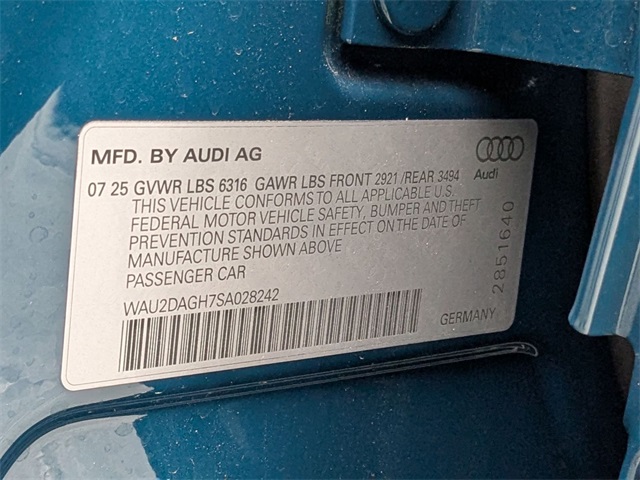 MFD. BY AUDI AG
Audi
07 25 GVWR LBS 6316 GAWR LBS FRONT 2921 /REAR 3494
THIS VEHICLE CONFORMS TO ALL APPLICABLE U.S.
FEDERAL MOTOR VEHICLE SAFETY, BUMPER AND THEFT
PREVENTION STANDARDS IN EFFECT ON THE DATE OF
MANUFACTURE SHOWN ABOVE
PASSENGER CAR
WAU2DAGH7SA028242
GERMANY
2851640